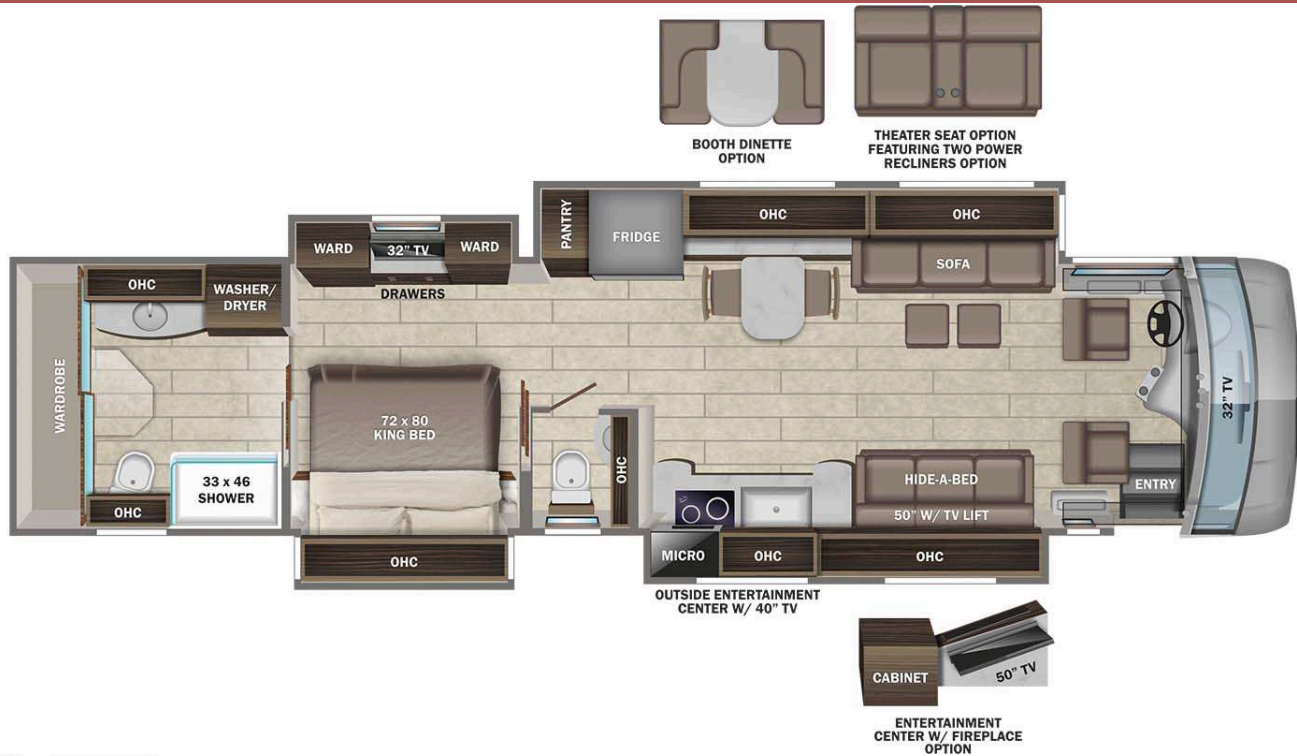 BOOTH DINETTE
OPTION
THEATER SEAT OPTION
FEATURING TWO POWER
RECLINERS OPTION
PANTRY
FRIDGE
OHC
OHC
WARD
32" TV
WARD
DRAWERS
SOFA
OHC
WASHER/
DRYER
WARDROBE
72 x 80
KING BED
32" TV
33 x 46
SHOWER
OHC
OHC
HIDE-A-BED
50" W/ TV LIFT
ENTRY
OHC
MICRO
OHC
OHC
OUTSIDE ENTERTAINMENT
CENTER W/ 40" TV
CABINET
50" TV
ENTERTAINMENT
CENTER W/ FIREPLACE
OPTION